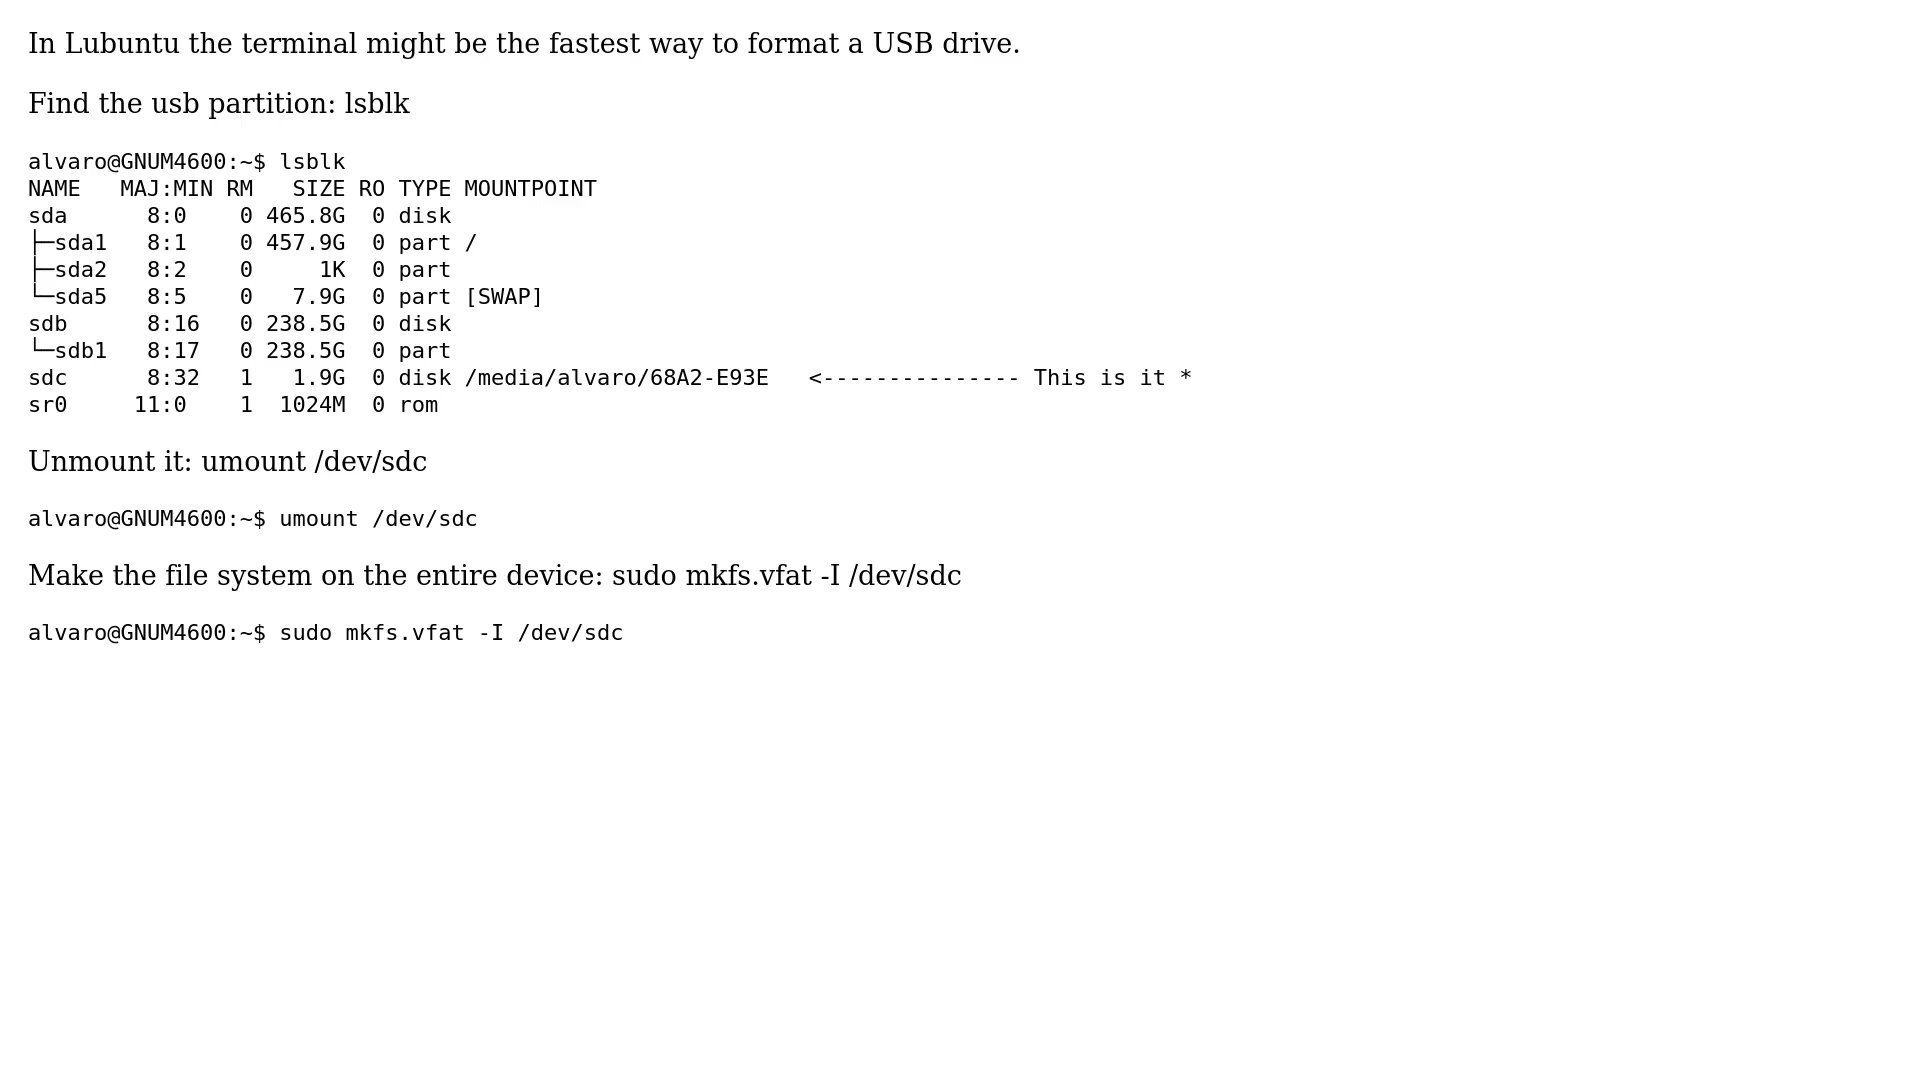 In Lubuntu the terminal might be the fastest way to format a USB drive.
Find the usb partition: lsblk
alvaro@GNUM4600:~$ lsblk
NAME   MAJ:MIN RM   SIZE RO TYPE MOUNTPOINT
sda      8:0    0 465.8G  0 disk
├─sda1   8:1    0 457.9G  0 part /
├─sda2   8:2    0     1K  0 part
└─sda5   8:5    0   7.9G  0 part [SWAP]
sdb      8:16   0 238.5G  0 disk
└─sdb1   8:17   0 238.5G  0 part
sdc      8:32   1   1.9G  0 disk /media/alvaro/68A2-E93E   <--------------- This is it *
sr0     11:0    1  1024M  0 rom
Unmount it: umount /dev/sdc
alvaro@GNUM4600:~$ umount /dev/sdc
Make the file system on the entire device: sudo mkfs.vfat -I /dev/sdc
alvaro@GNUM4600:~$ sudo mkfs.vfat -I /dev/sdc